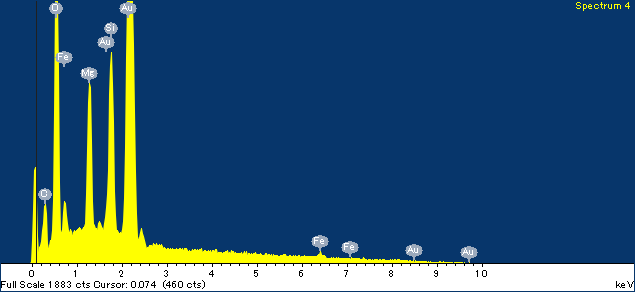 Spectrum 4
O Au
Si
Au
Fe
Mg
O
Fe Fe Au Au
0 1 2 3 4 5 6 7 8 9 10
Full Scale 1883 cts Cursor: 0.074 (460 cts) keV